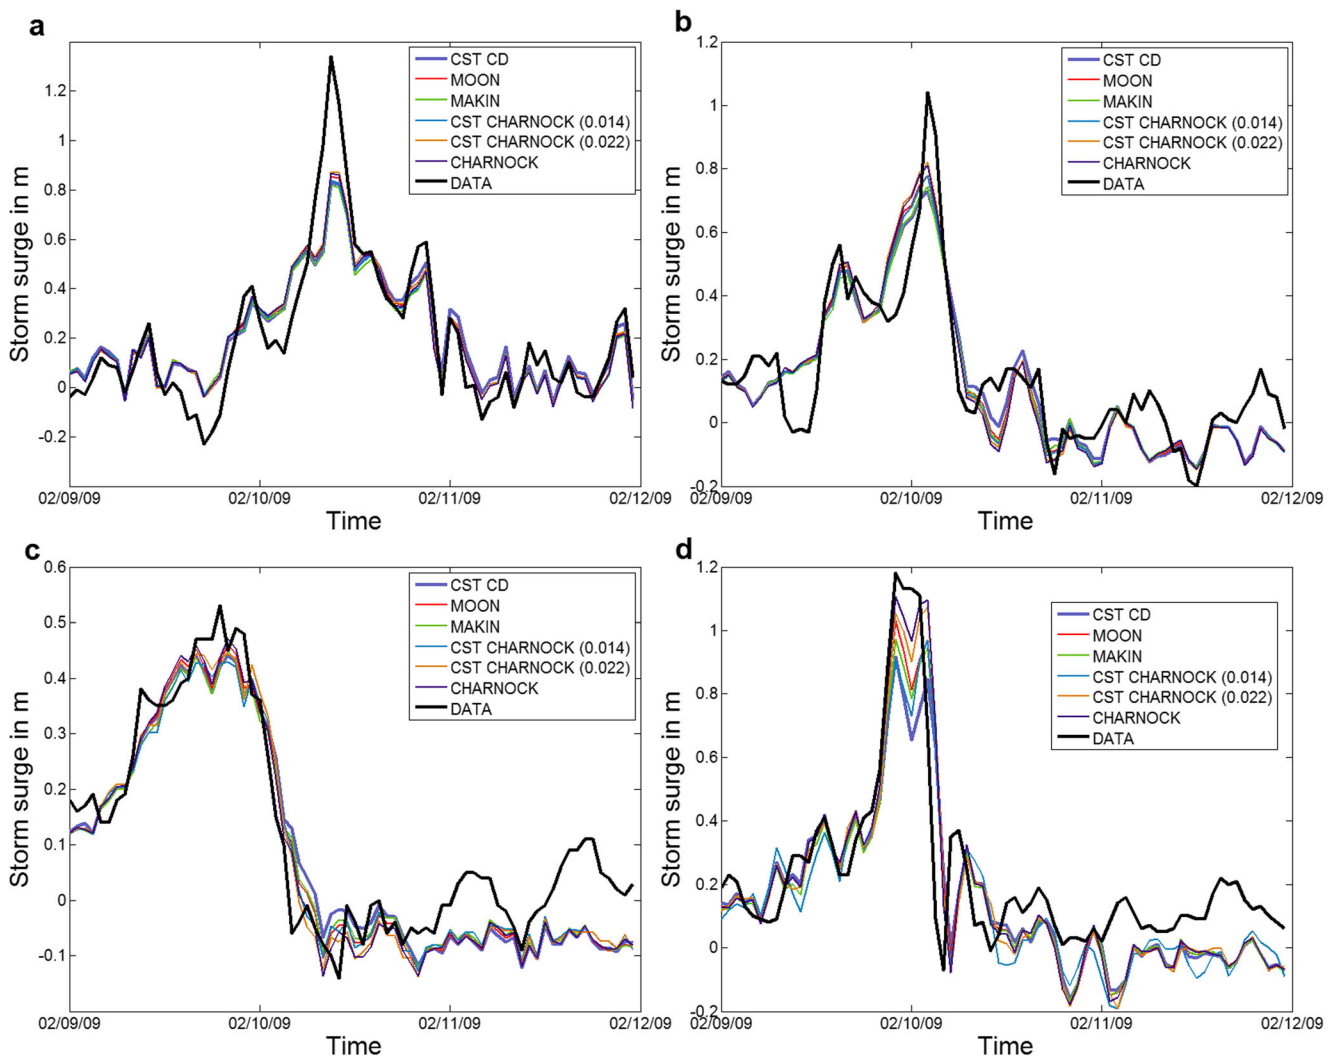 a
Storm surge in m
1.2
1
0.8
0.6
0.4
0.2
0
-0.2
02/09/09 02/10/09 02/11/09 02/12/09
Time
CST CD
MOON
MAKIN
CST CHARNOCK (0.014)
CST CHARNOCK (0.022)
CHARNOCK
DATA
b
Storm surge in m
1.2
1
0.8
0.6
0.4
0.2
0
-0.2
02/09/09 02/10/09 02/11/09 02/12/09
Time
CST CD
MOON
MAKIN
CST CHARNOCK (0.014)
CST CHARNOCK (0.022)
CHARNOCK
DATA
c
Storm surge in m
0.6
0.5
0.4
0.3
0.2
0.1
0
-0.1
02/09/09 02/10/09 02/11/09 02/12/09
Time
CST CD
MOON
MAKIN
CST CHARNOCK (0.014)
CST CHARNOCK (0.022)
CHARNOCK
DATA
d
Storm surge in m
1.2
1
0.8
0.6
0.4
0.2
0
-0.2
02/09/09 02/10/09 02/11/09 02/12/09
Time
CST CD
MOON
MAKIN
CST CHARNOCK (0.014)
CST CHARNOCK (0.022)
CHARNOCK
DATA